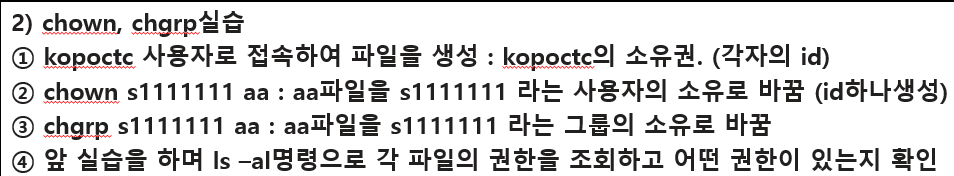 2) chown, chgrp실습
① kopoctc 사용자로 접속하여 파일을 생성 : kopoctc의 소유권. (각자의 id)
② chown s1111111 aa : aa파일을 s1111111 라는 사용자의 소유로 바꿈 (id하나생성)
③ chgrp s1111111 aa : aa파일을 s1111111 라는 그룹의 소유로 바꿈
④ 앞 실습을 하며 ls –al명령으로 각 파일의 권한을 조회하고 어떤 권한이 있는지 확인